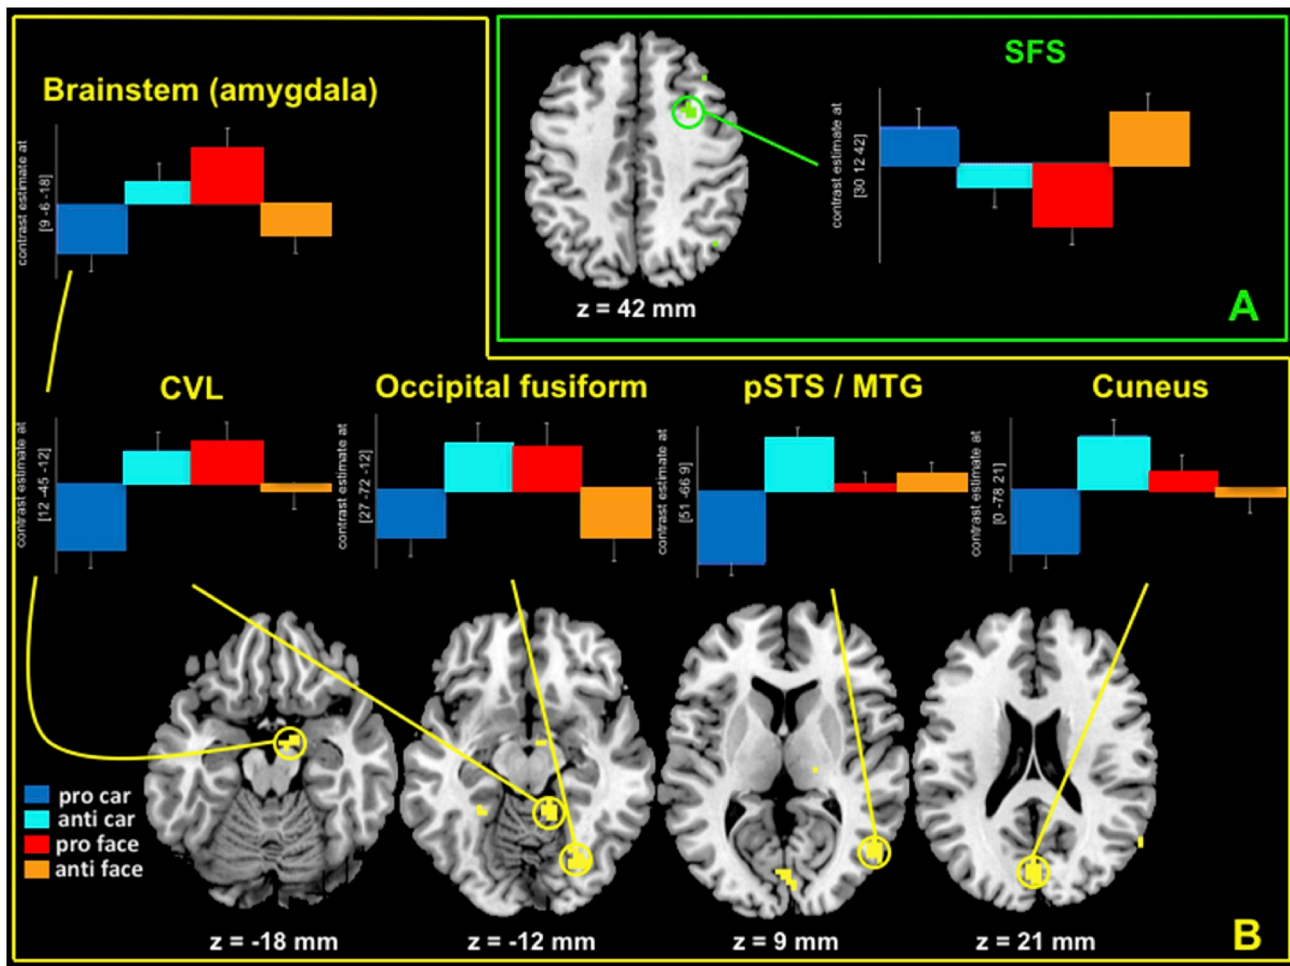 Brainstem (amygdala)
contrast estimate at
[9 -6 -18]
SFS
contrast estimate at
[30 12 42]
z = 42 mm
A
CVL
contrast estimate at
[12 -45 -12]
Occipital fusiform
contrast estimate at
[27 -72 -12]
pSTS / MTG
contrast estimate at
[51 -66 9]
Cuneus
contrast estimate at
[0 -78 21]
pro car
anti car
pro face
anti face
z = -18 mm
z = -12 mm
z = 9 mm
z = 21 mm
B